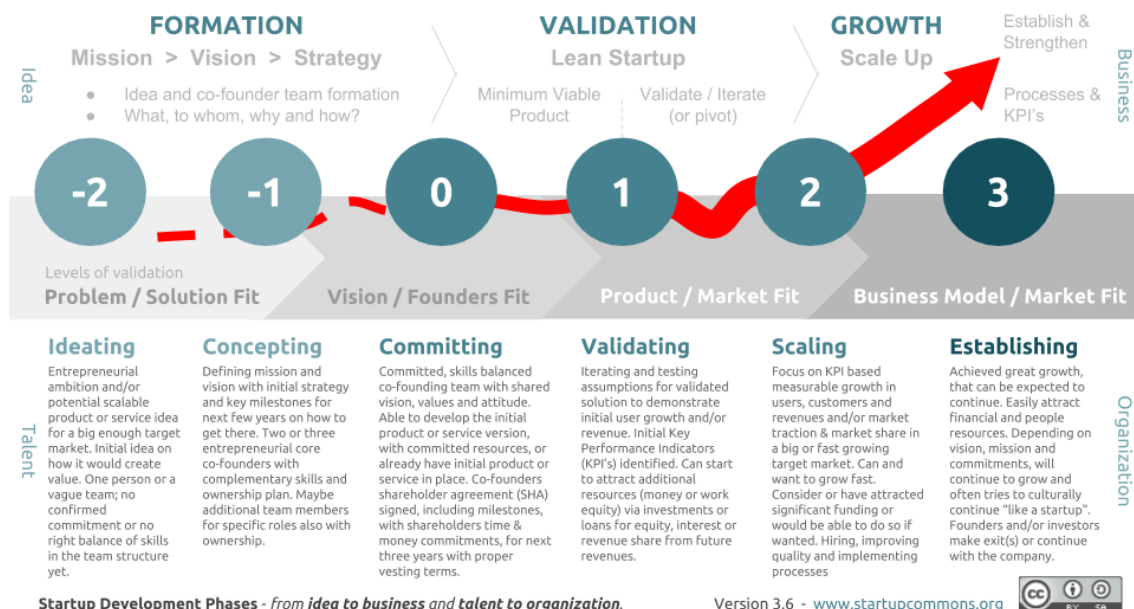 FORMATION
Mission > Vision > Strategy
● Idea and co-founder team formation
● What, to whom, why and how?
VALIDATION
Lean Startup
Minimum Viable
Product
Validate / Iterate
(or pivot)
GROWTH
Scale Up
Establish &
Strengthen
Processes &
KPI's
Idea
Business
-2
-1
0
1
2
3
Levels of validation
Problem / Solution Fit
Vision / Founders Fit
Product / Market Fit
Business Model / Market Fit
Talent
Organization
Ideating
Entrepreneurial
ambition and/or
potential scalable
product or service idea
for a big enough target
market. Initial idea on
how it would create
value. One person or a
vague team; no
confirmed
commitment or no
right balance of skills
in the team structure
yet.
Concepting
Defining mission and
vision with initial strategy
and key milestones for
next few years on how to
get there. Two or three
entrepreneurial core
co-founders with
complementary skills and
ownership plan. Maybe
additional team members
for specific roles also with
ownership.
Committing
Committed, skills balanced
co-founding team with shared
vision, values and attitude.
Able to develop the initial
product or service version,
with committed resources, or
already have initial product or
service in place. Co-founders
shareholder agreement (SHA)
signed, including milestones,
with shareholders time &
money commitments, for next
three years with proper
vesting terms.
Validating
Iterating and testing
assumptions for validated
solution to demonstrate
initial user growth and/or
revenue. Initial Key
Performance Indicators
(KPI's) identified. Can start
to attract additional
resources (money or work
equity) via investments or
loans for equity, interest or
revenue share from future
revenues.
Scaling
Focus on KPI based
measurable growth in
users, customers and
revenues and/or market
traction & market share in
a big or fast growing
target market. Can and
want to grow fast.
Consider or have attracted
significant funding or
would be able to do so if
wanted. Hiring, improving
quality and implementing
processes
Establishing
Achieved great growth,
that can be expected to
continue. Easily attract
financial and people
resources. Depending on
vision, mission and
commitments, will
continue to grow and
often tries to culturally
continue "like a startup".
Founders and/or investors
make exit(s) or continue
with the company.
Startup Development Phases - from idea to business and talent to organization.
Version 3.6 - www.startupcommons.org
cc
BY SA